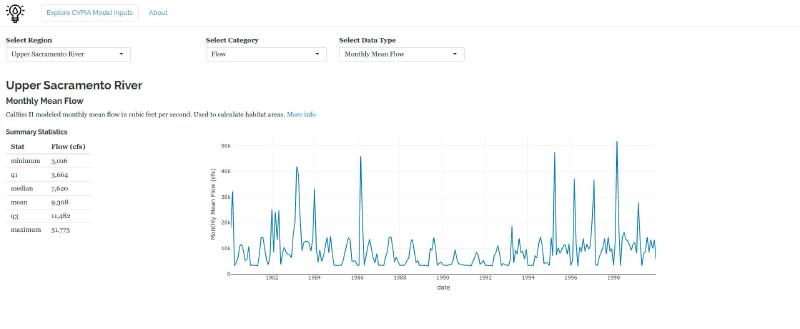 Explore CVPIA Model Inputs About
Select Region Select Category Select Data Type
Upper Sacramento River Flow Monthly Mean Flow
Upper Sacramento River
Monthly Mean Flow
CalSim II modeled monthly mean flow in cubic feet per second. Used to calculate habitat areas. More info
Summary Statistics
Stat Flow (cfs)
minimum 3,016
q1 3,664
median 7,620
mean 9,308
q3 11,482
maximum 51,773
Monthly Mean Flow (cfs)
50k
40k
30k
20k
10k
0
1982 1984 1986 1988 1990 1992 1994 1996 1998
date